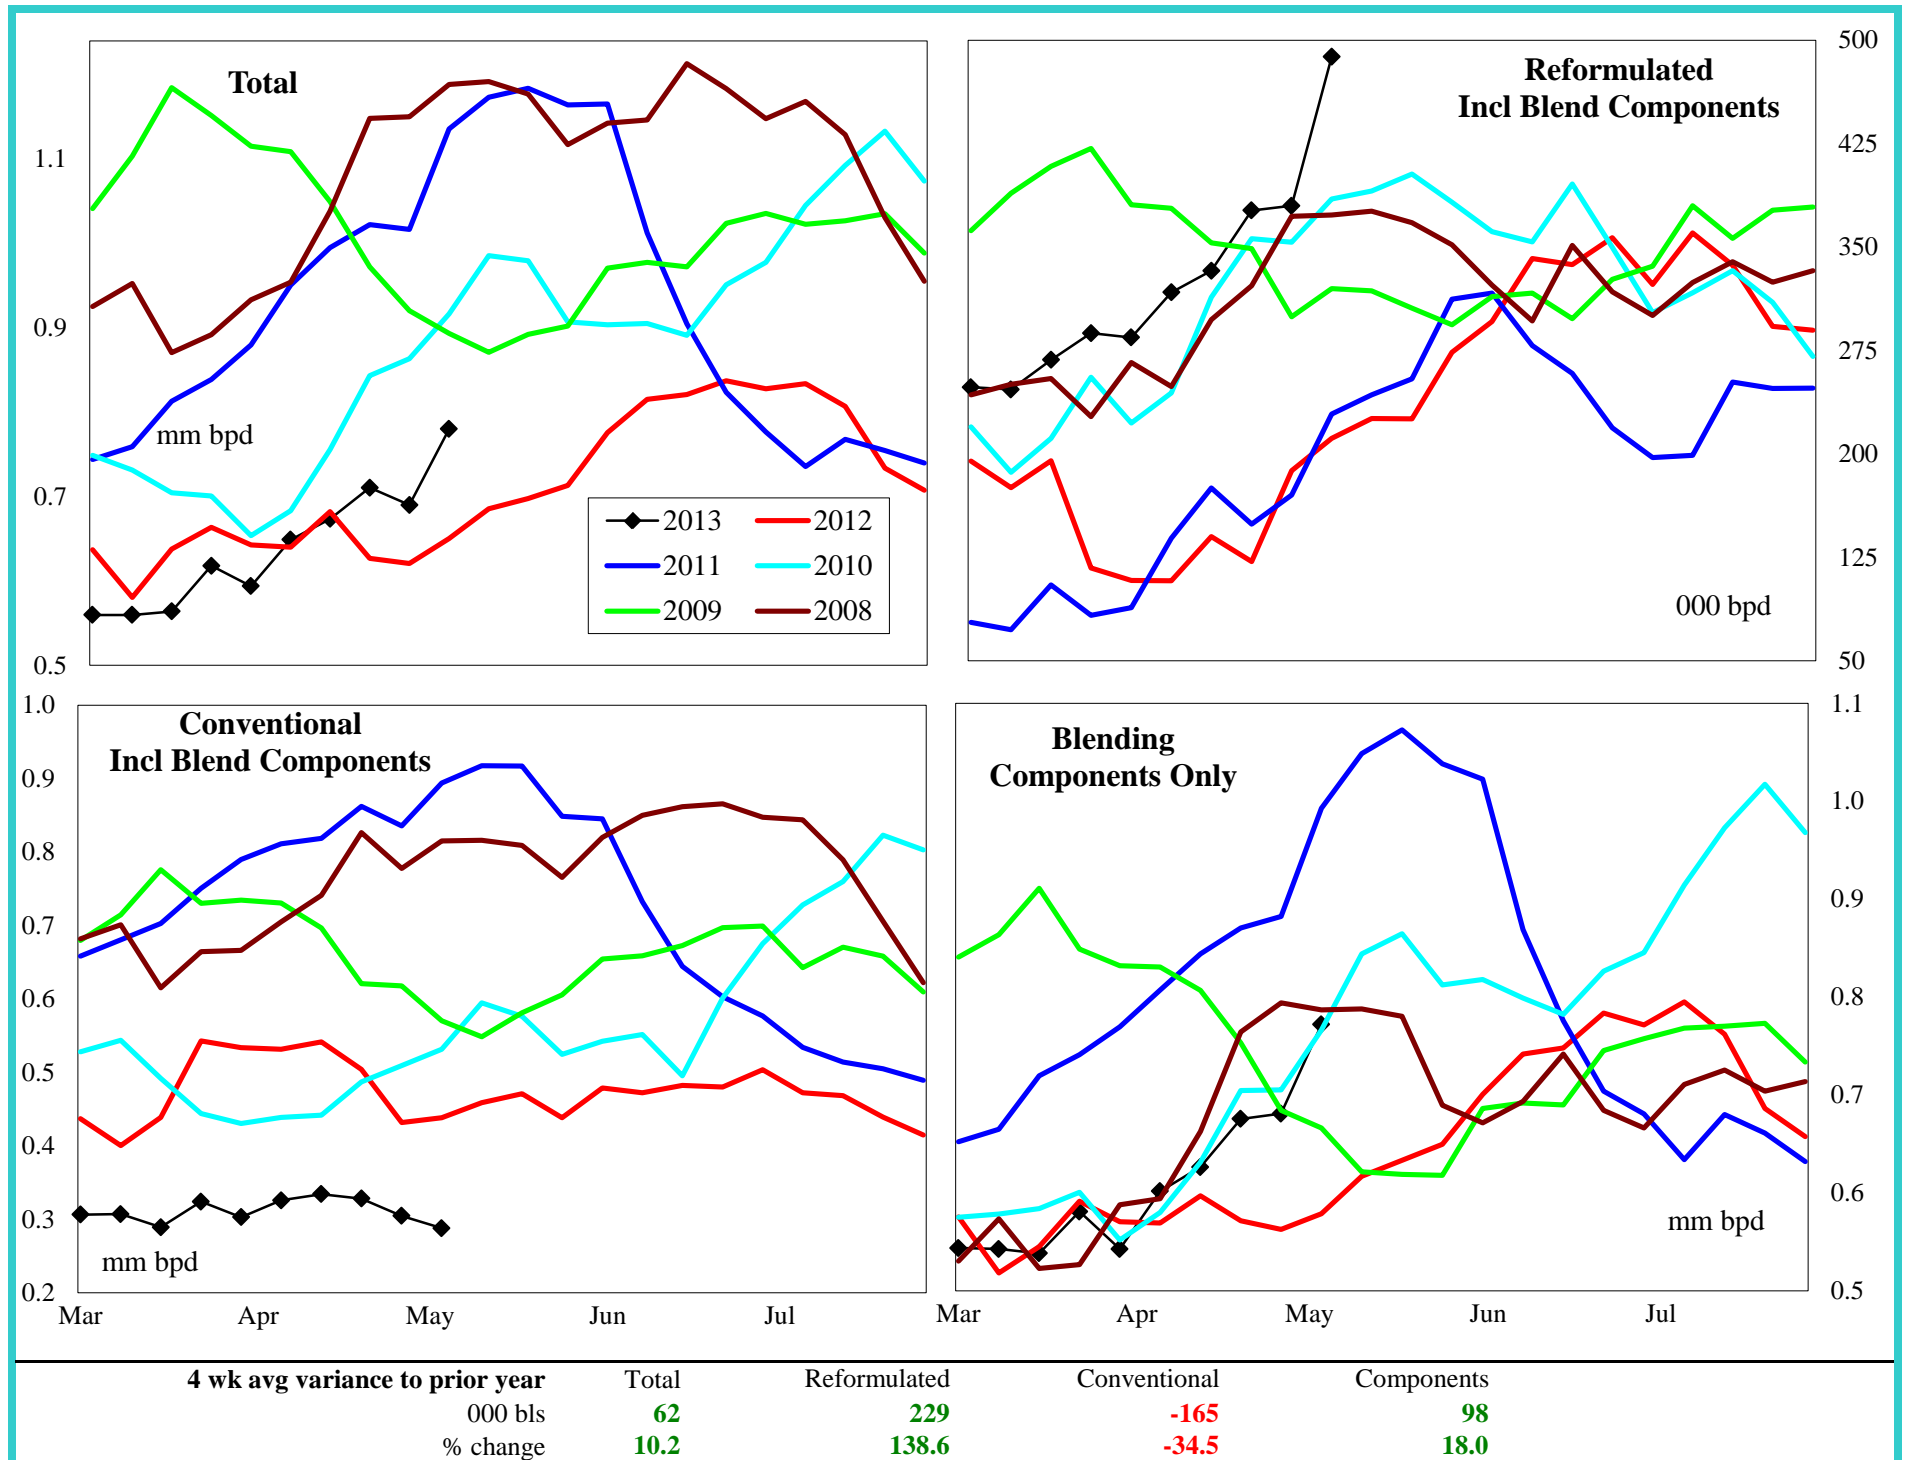 Total
1.1
0.9
0.7
0.5
mm bpd
2013
2012
2011
2010
2009
2008
Reformulated
Incl Blend Components
500
425
350
275
200
125
50
000 bpd
Conventional
Incl Blend Components
1.0
0.9
0.8
0.7
0.6
0.5
0.4
0.3
0.2
mm bpd
Mar Apr May Jun Jul
Blending
Components Only
1.1
1.0
0.9
0.8
0.7
0.6
0.5
mm bpd
Mar Apr May Jun Jul
4 wk avg variance to prior year Total Reformulated Conventional Components
000 bls 62 229 -165 98
% change 10.2 138.6 -34.5 18.0